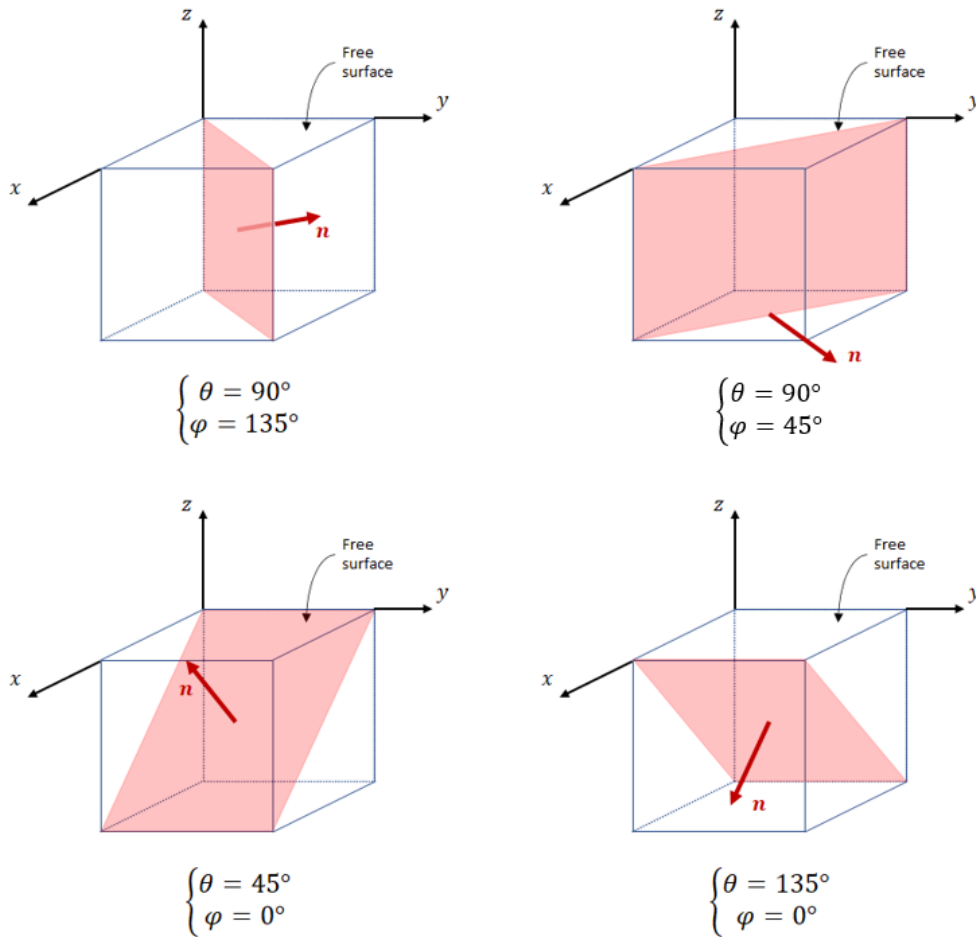 z
Free
surface
y
x
n
θ = 90°
φ = 135°
z
Free
surface
y
x
n
θ = 90°
φ = 45°
z
Free
surface
y
x
n
θ = 45°
φ = 0°
z
Free
surface
y
x
n
θ = 135°
φ = 0°